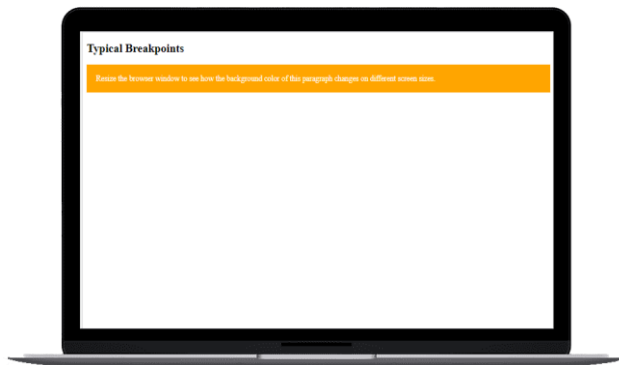 Typical Breakpoints
Resize the browser window to see how the background color of this paragraph changes on different screen sizes.